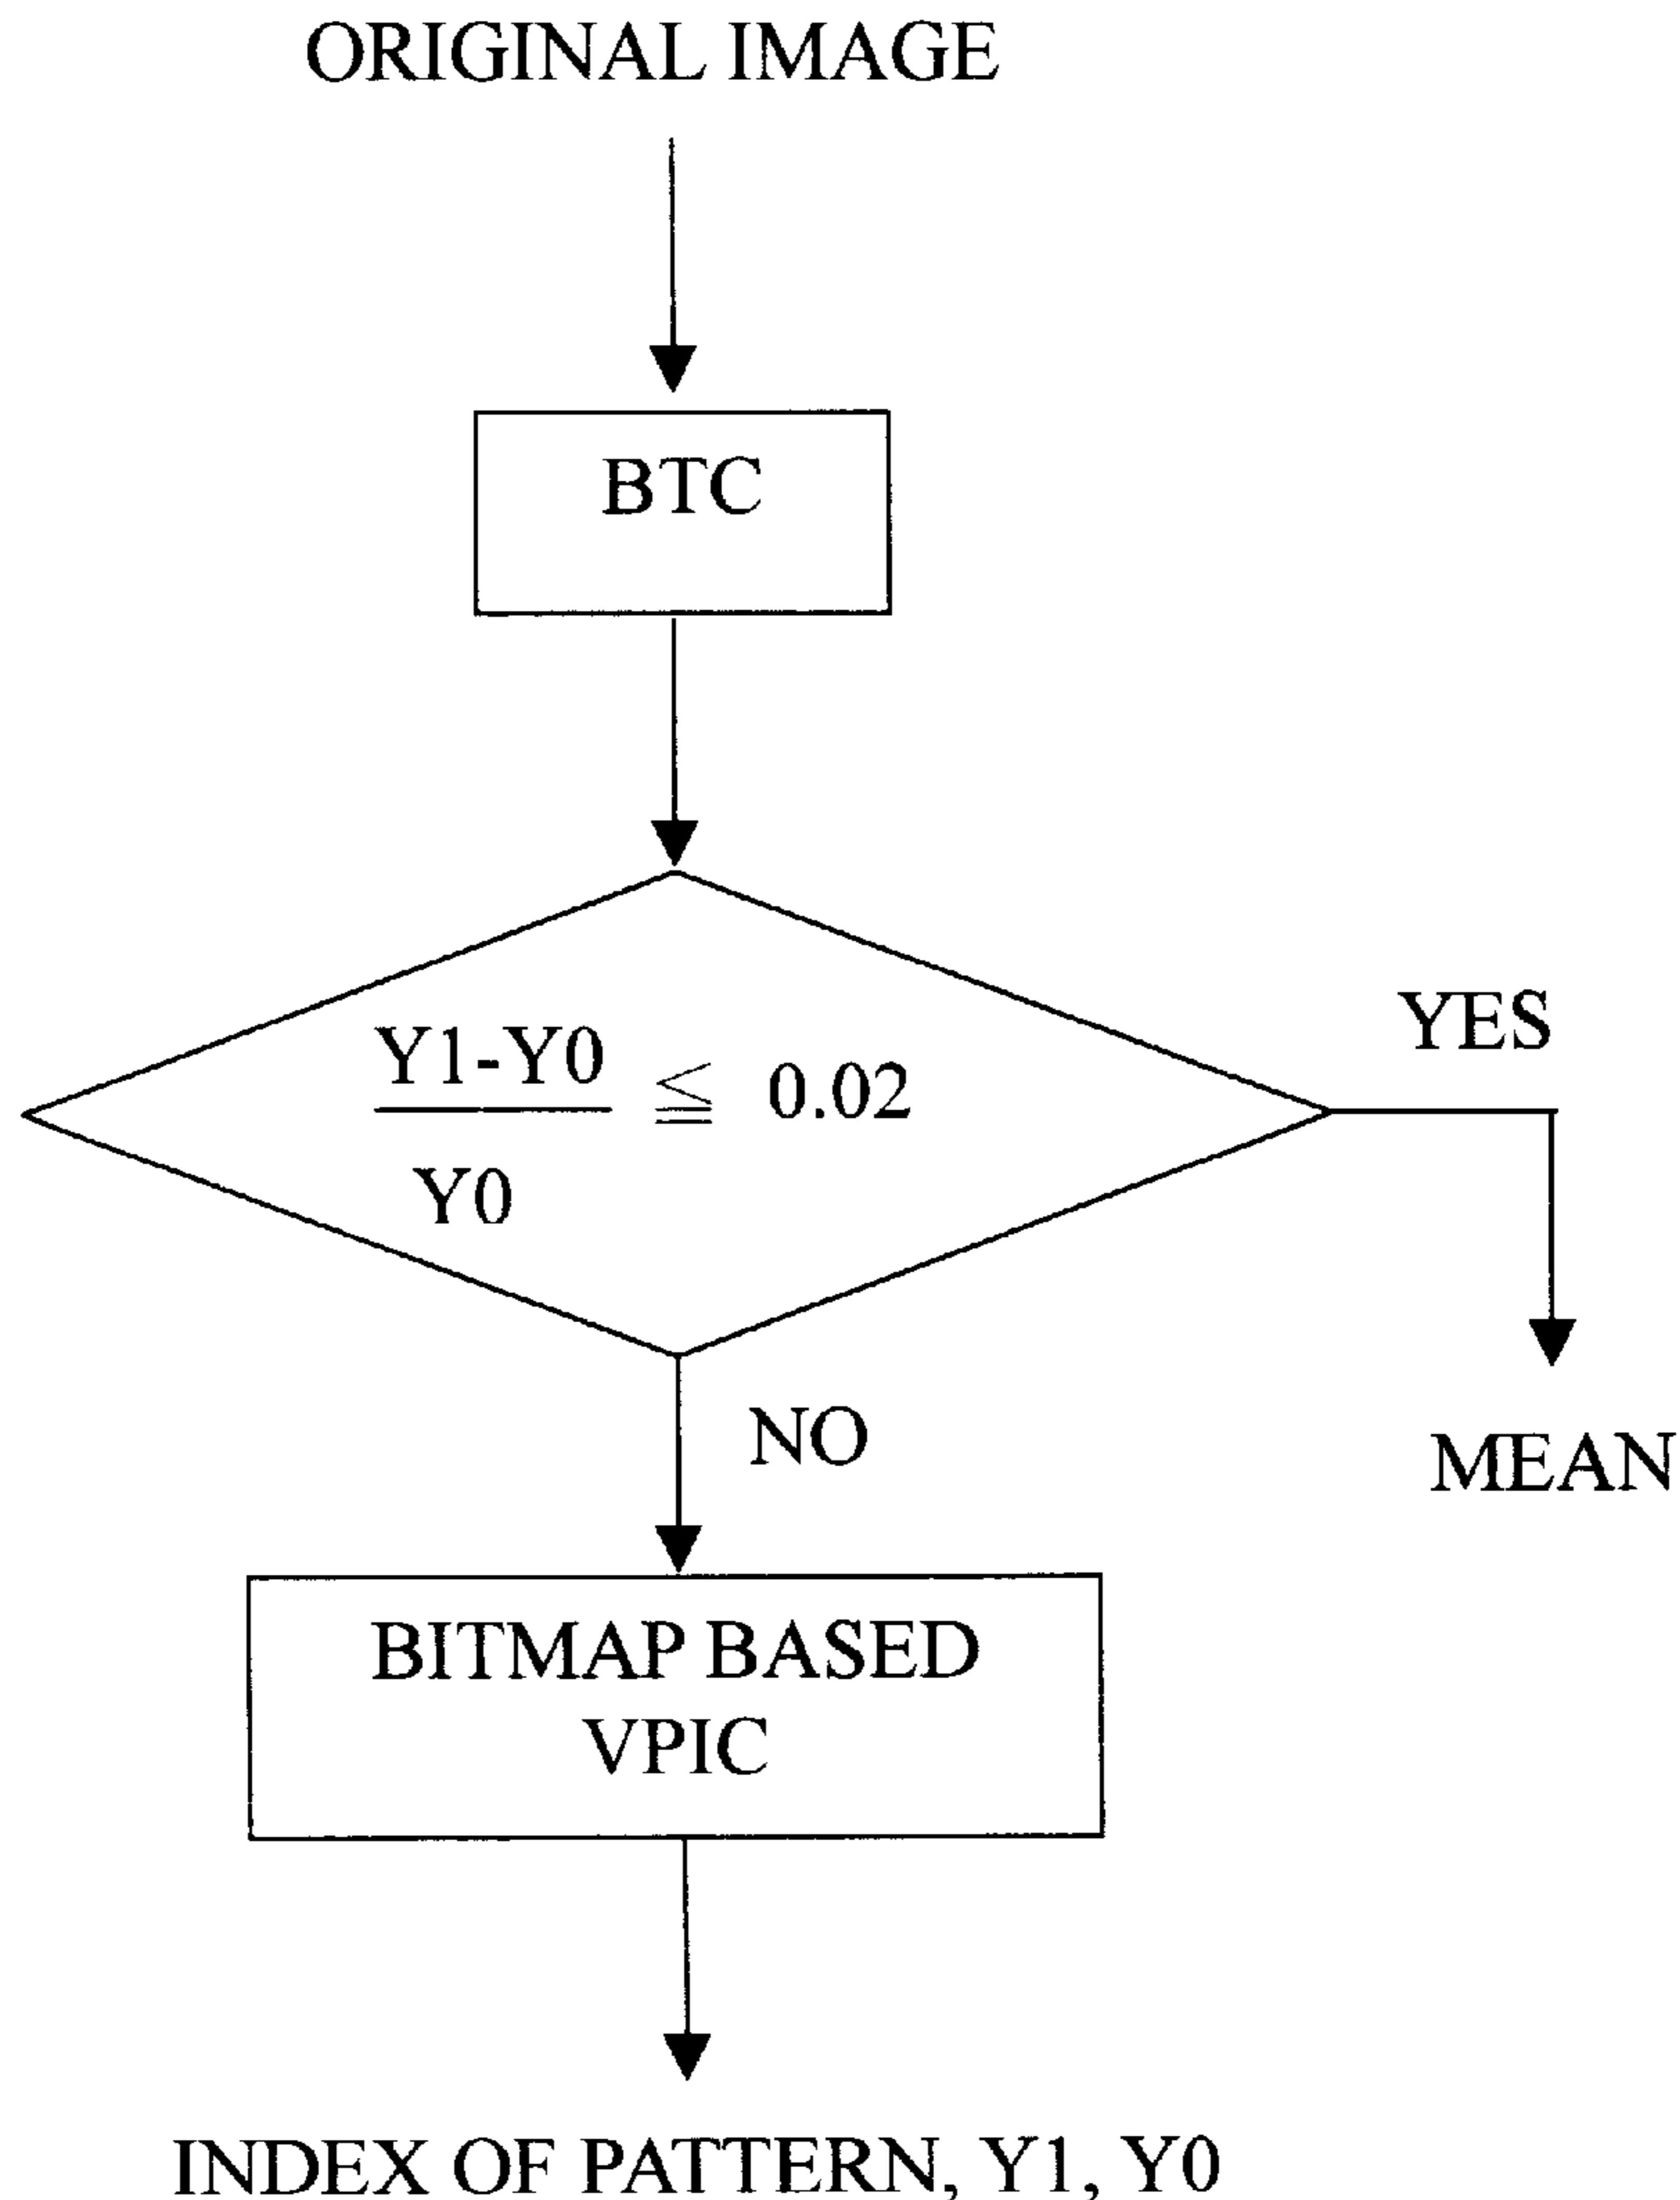 ORIGINAL IMAGE
BTC
Y1-Y0
≦ 0.02
Y0
YES
NO
MEAN
BITMAP BASED
VPIC
INDEX OF PATTERN, Y1, Y0